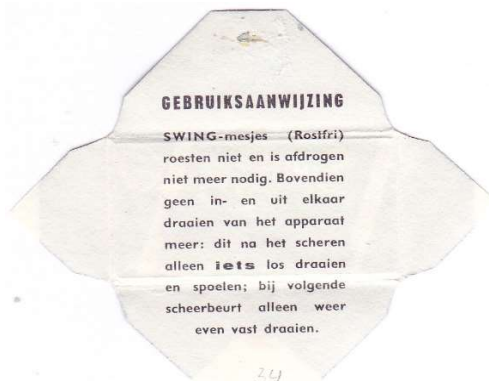 GEBRUIKSAANWIJZING
SWING-mesjes (Rostfri)
roesten niet en is afdrogen
niet meer nodig. Bovendien
geen in- en uit elkaar
draaien van het apparaat
meer: dit na het scheren
alleen iets los draaien
en spoelen; bij volgende
scheerbeurt alleen weer
even vast draaien.
24